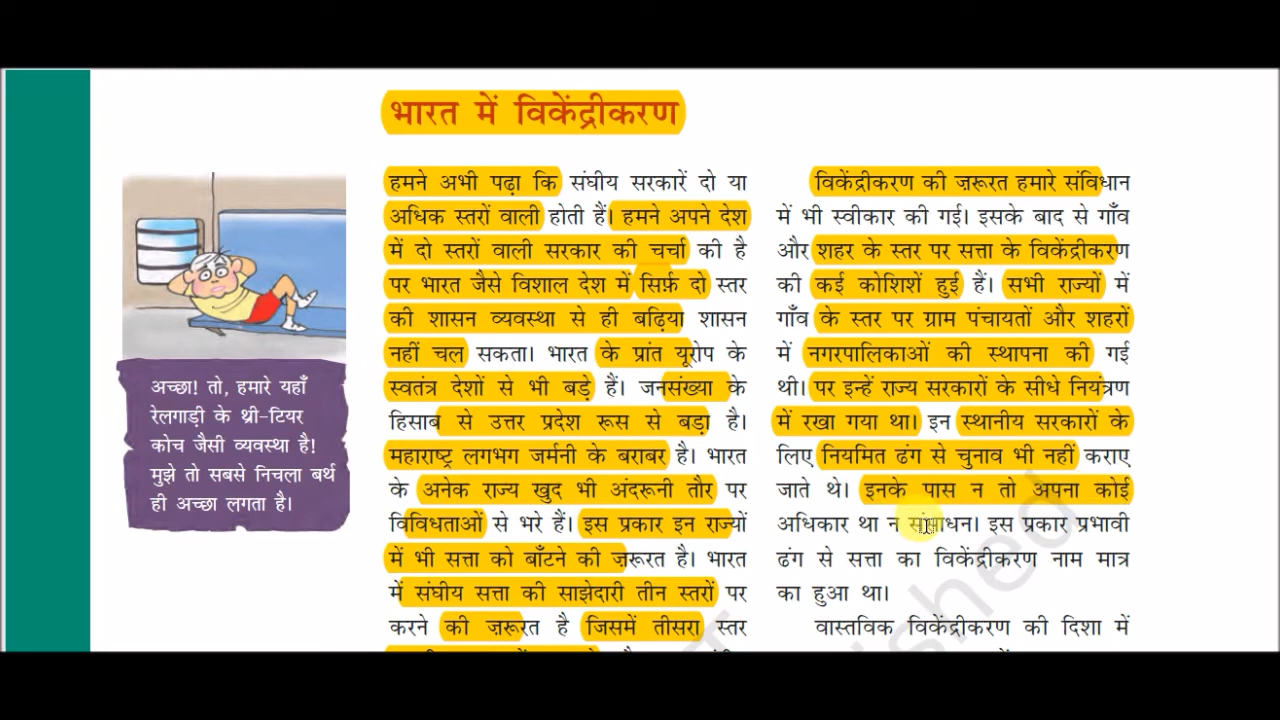 भारत में विकेंद्रीकरण
हमने अभी पढ़ा कि संघीय सरकारें दो या
अधिक स्तरों वाली होती हैं। हमने अपने देश
में दो स्तरों वाली सरकार की चर्चा की है
पर भारत जैसे विशाल देश में सिर्फ़ दो स्तर
की शासन व्यवस्था से ही बढ़िया शासन
नहीं चल सकता। भारत के प्रांत यूरोप के
स्वतंत्र देशों से भी बड़े हैं। जनसंख्या के
हिसाब से उत्तर प्रदेश रूस से बड़ा है।
महाराष्ट्र लगभग जर्मनी के बराबर है। भारत
के अनेक राज्य खुद भी अंदरूनी तौर पर
विविधताओं से भरे हैं। इस प्रकार इन राज्यों
में भी सत्ता को बाँटने की ज़रूरत है। भारत
में संघीय सत्ता की साझेदारी तीन स्तरों पर
करने की ज़रूरत है जिसमें तीसरा स्तर
विकेंद्रीकरण की ज़रूरत हमारे संविधान
में भी स्वीकार की गई। इसके बाद से गाँव
और शहर के स्तर पर सत्ता के विकेंद्रीकरण
की कई कोशिशें हुई हैं। सभी राज्यों में
गाँव के स्तर पर ग्राम पंचायतों और शहरों
में नगरपालिकाओं की स्थापना की गई
थी। पर इन्हें राज्य सरकारों के सीधे नियंत्रण
में रखा गया था। इन स्थानीय सरकारों के
लिए नियमित ढंग से चुनाव भी नहीं कराए
जाते थे। इनके पास न तो अपना कोई
अधिकार था न संसाधन। इस प्रकार प्रभावी
ढंग से सत्ता का विकेंद्रीकरण नाम मात्र
का हुआ था।
वास्तविक विकेंद्रीकरण की दिशा में
अच्छा! तो, हमारे यहाँ
रेलगाड़ी के थ्री-टियर
कोच जैसी व्यवस्था है!
मुझे तो सबसे निचला बर्थ
ही अच्छा लगता है।